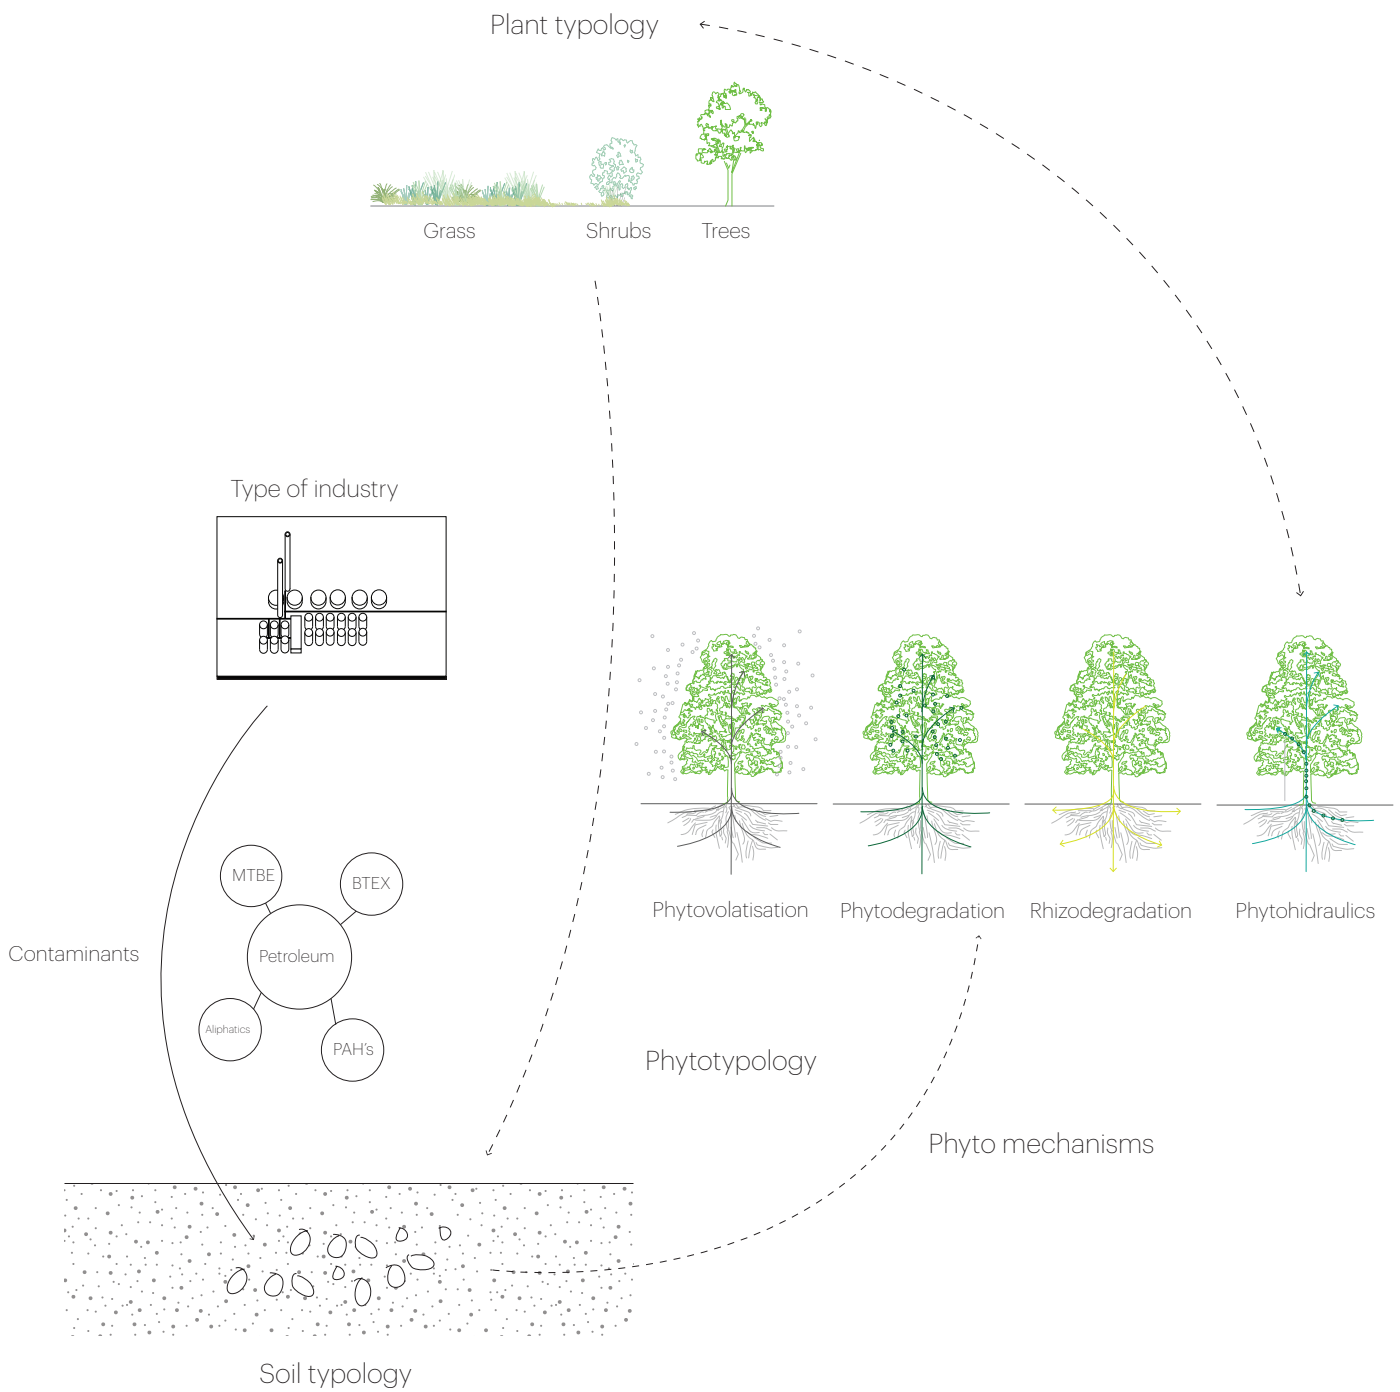 Plant typology
Grass
Shrubs
Trees
Type of industry
MTBE
BTEX
Petroleum
Contaminants
Aliphatics
PAH's
Phytovolatisation
Phytodegradation
Rhizodegradation
Phytohidraulics
Phytotypology
Phyto mechanisms
Soil typology